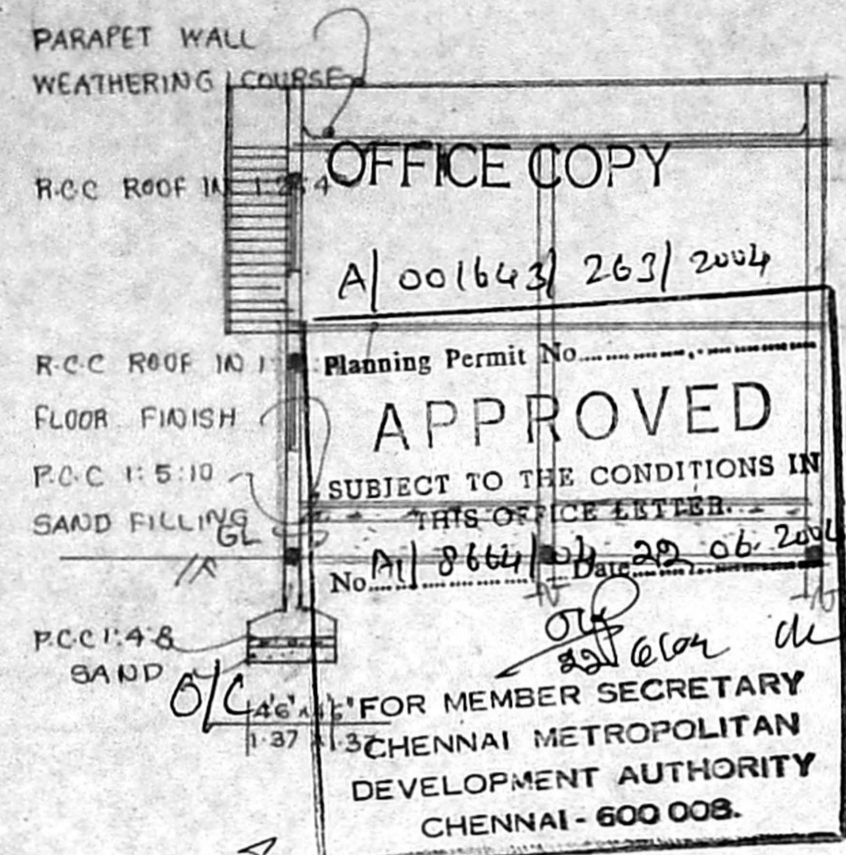 PARAPET WALL
WEATHERING COURSE
R.C.C ROOF IN 1:2:4
OFFICE COPY
A/ 001643/ 263/ 2004
R.C.C ROOF IN 1
Planning Permit No
FLOOR FINISH
APPROVED
P.C.C 1:5:10
SUBJECT TO THE CONDITIONS IN
SAND FILLING
GL
THIS OFFICE LETTER.
No A1/ 8664/04 Date 22 06. 2004
P.C.C 1:4:8
SAND
O/C
4'6" x
1.37 x 1.37
FOR MEMBER SECRETARY
CHENNAI METROPOLITAN
DEVELOPMENT AUTHORITY
CHENNAI - 600 008.